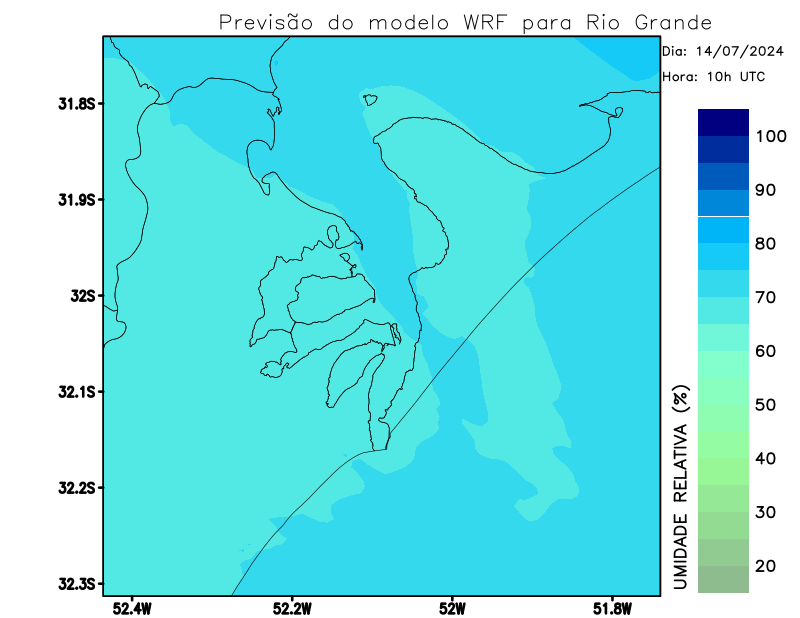 Previsão do modelo WRF para Rio Grande
Dia: 14/07/2024
Hora: 10h UTC
31.8S
31.9S
32S
32.1S
32.2S
32.3S
52.4W
52.2W
52W
51.8W
100
90
80
70
60
50
40
30
20
UMIDADE RELATIVA (%)